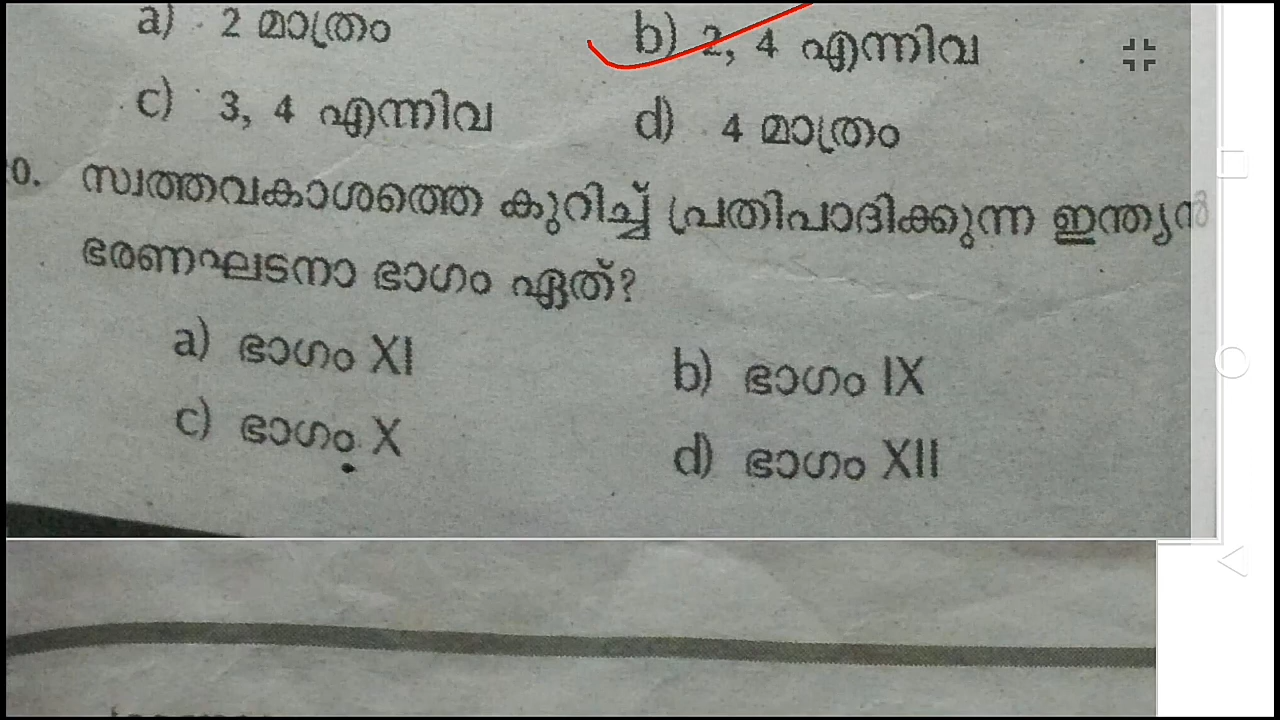 a) 2 മാത്രം b) 2, 4 എന്നിവ
c) 3, 4 എന്നിവ d) 4 മാത്രം
0. സ്വത്തവകാശത്തെ കുറിച്ച് പ്രതിപാദിക്കുന്ന ഇന്ത്യൻ
ഭരണഘടനാ ഭാഗം ഏത്?
a) ഭാഗം XI b) ഭാഗം IX
c) ഭാഗം X d) ഭാഗം XII